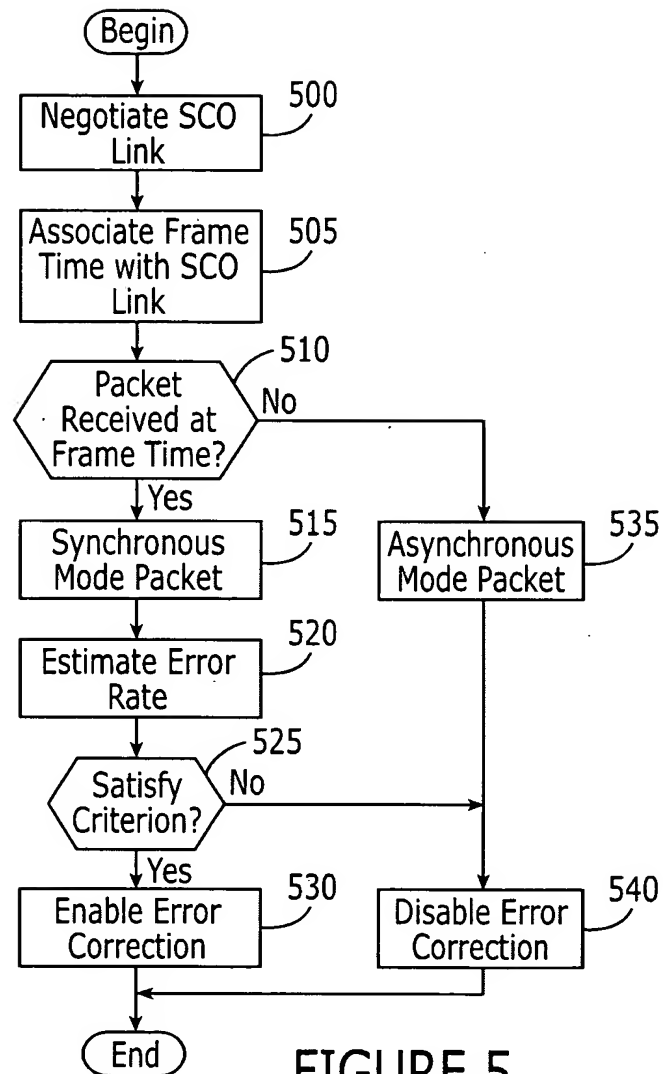 Begin
Negotiate SCO
Link
500
Associate Frame
Time with SCO
Link
505
Packet
Received at
Frame Time?
510
No
Yes
Synchronous
Mode Packet
515
Asynchronous
Mode Packet
535
Estimate Error
Rate
520
Satisfy
Criterion?
525
No
Yes
Enable Error
Correction
530
Disable Error
Correction
540
End
FIGURE 5